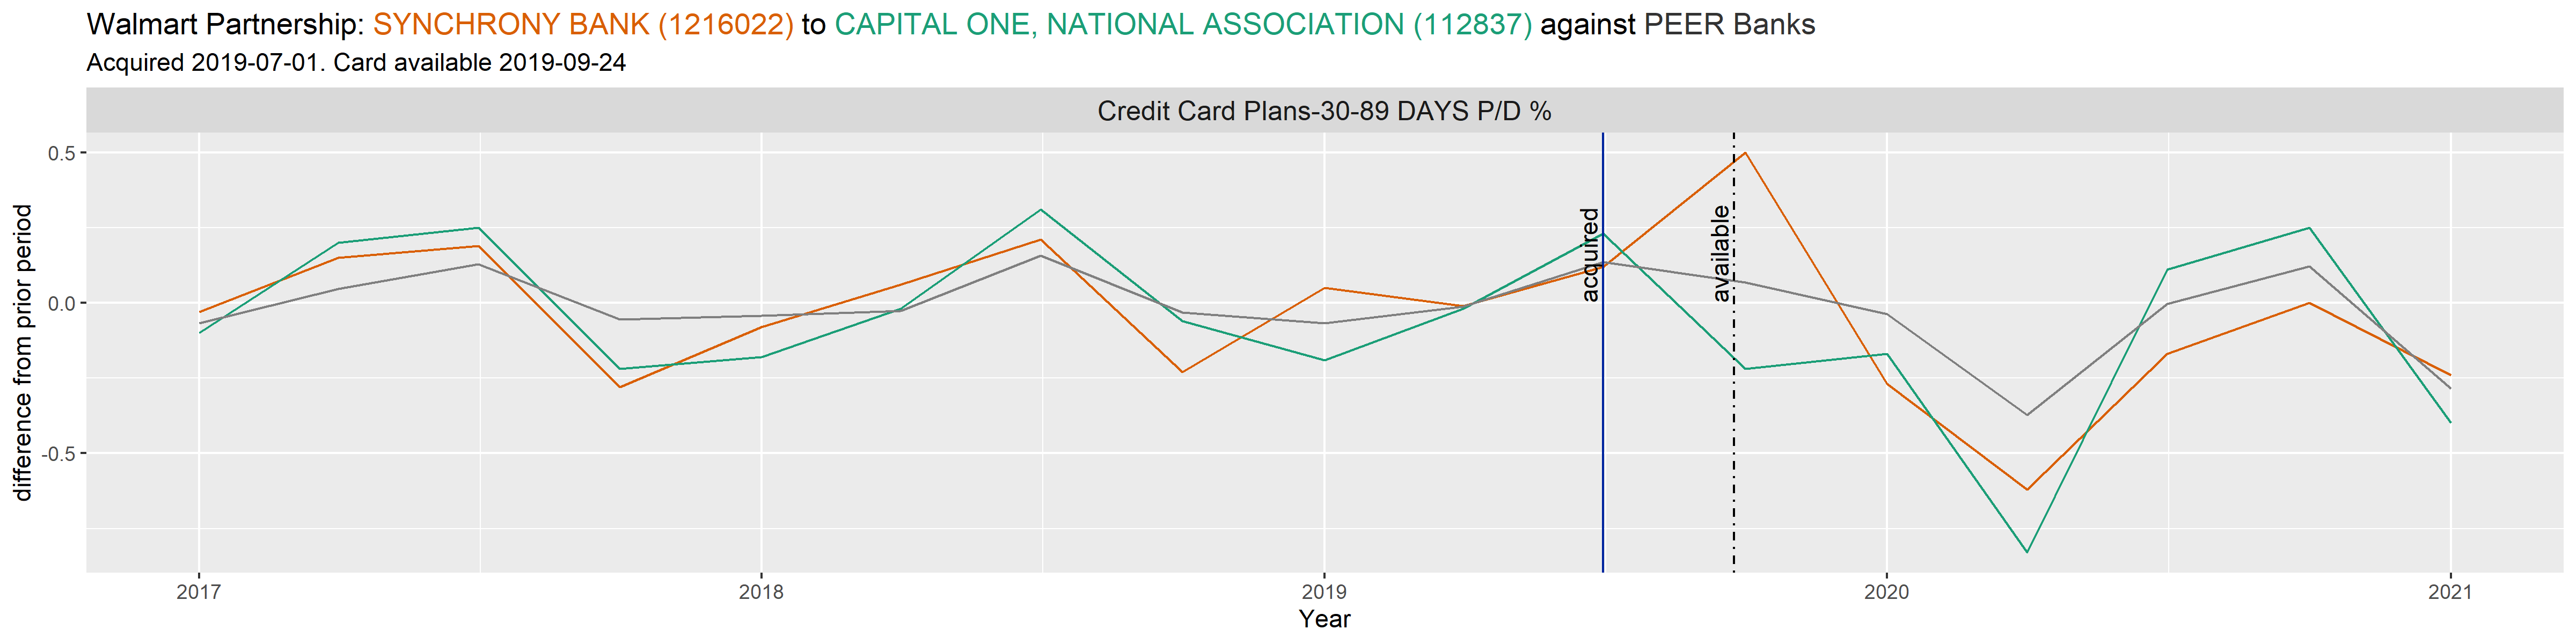 Walmart Partnership: SYNCHRONY BANK (1216022) to CAPITAL ONE, NATIONAL ASSOCIATION (112837) against PEER Banks
Acquired 2019-07-01. Card available 2019-09-24
Credit Card Plans-30-89 DAYS P/D %
difference from prior period
0.5
0.0
-0.5
acquired
available
2017
2018
2019
2020
2021
Year